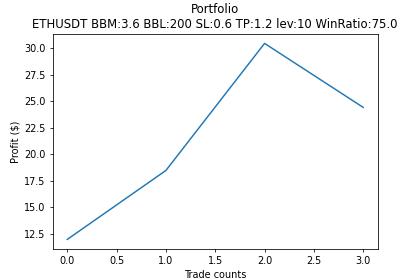 Portfolio
ETHUSDT BBM:3.6 BBL:200 SL:0.6 TP:1.2 lev:10 WinRatio:75.0
30.0
27.5
25.0
22.5
20.0
17.5
15.0
12.5
Profit ($)
0.0 0.5 1.0 1.5 2.0 2.5 3.0
Trade counts